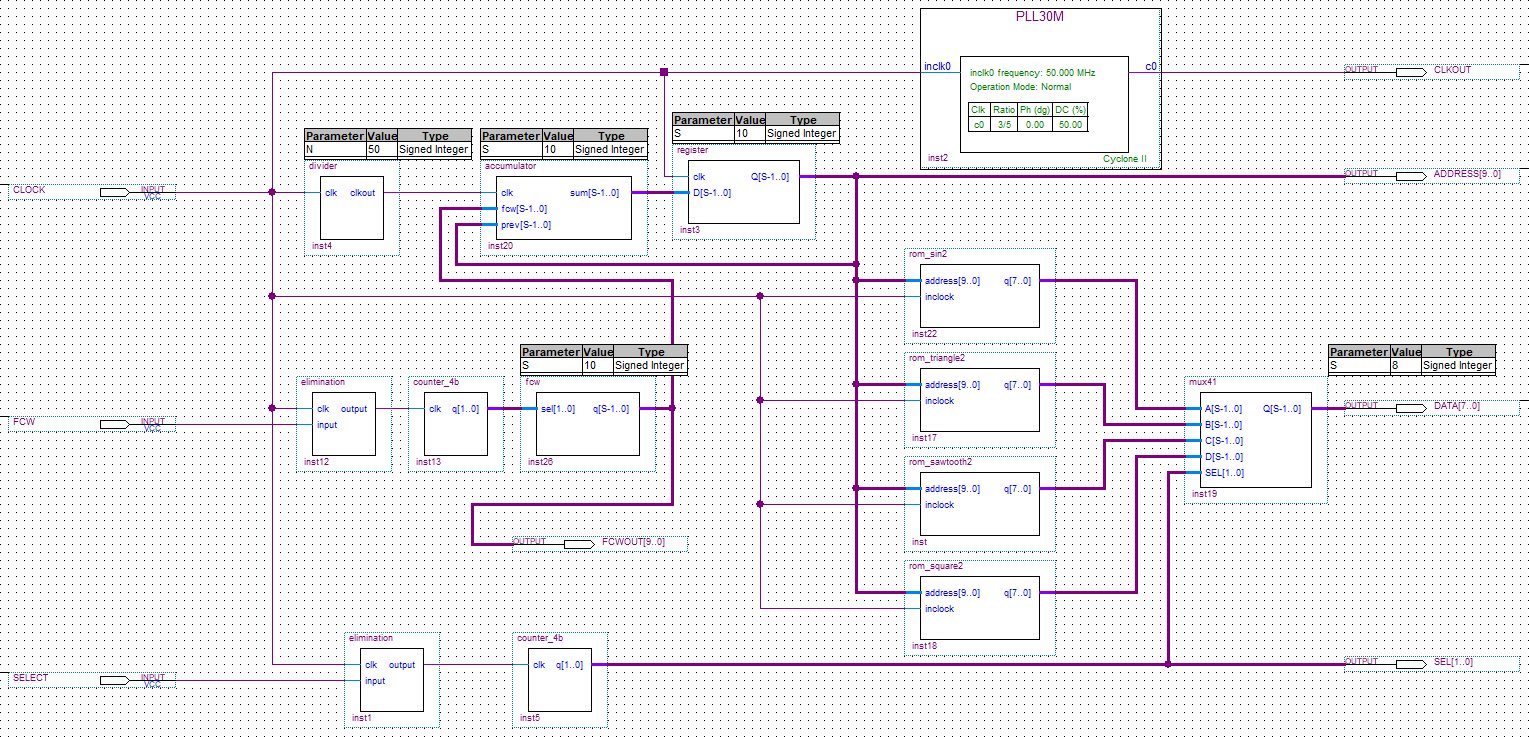 PLL30M
inclk0
c0
inclk0 frequency: 50.000 MHz
Operation Mode: Normal
Clk Ratio Ph (dg) DC (%)
c0 3/5 0.00 50.00
inst2
Cyclone II
OUTPUT
CLKOUT
Parameter Value Type
S 10 Signed Integer
register
clk
Q[S-1..0]
D[S-1..0]
inst3
OUTPUT
ADDRESS[9..0]
Parameter Value Type
N 50 Signed Integer
divider
clk clkout
inst4
Parameter Value Type
S 10 Signed Integer
accumulator
clk sum[S-1..0]
fcw[S-1..0]
prev[S-1..0]
inst20
CLOCK
INPUT
VCC
rom_sin2
address[9..0] q[7..0]
inclock
inst22
rom_triangle2
address[9..0] q[7..0]
inclock
inst17
rom_sawtooth2
address[9..0] q[7..0]
inclock
inst
rom_square2
address[9..0] q[7..0]
inclock
inst18
Parameter Value Type
S 8 Signed Integer
mux41
A[S-1..0] Q[S-1..0]
B[S-1..0]
C[S-1..0]
D[S-1..0]
SEL[1..0]
inst19
OUTPUT
DATA[7..0]
FCW
INPUT
VCC
elimination
clk output
input
inst12
counter_4b
clk q[1..0]
inst13
Parameter Value Type
S 10 Signed Integer
fcw
sel[1..0] q[S-1..0]
inst26
OUTPUT
FCWOUT[9..0]
SELECT
INPUT
VCC
elimination
clk output
input
inst1
counter_4b
clk q[1..0]
inst5
OUTPUT
SEL[1..0]